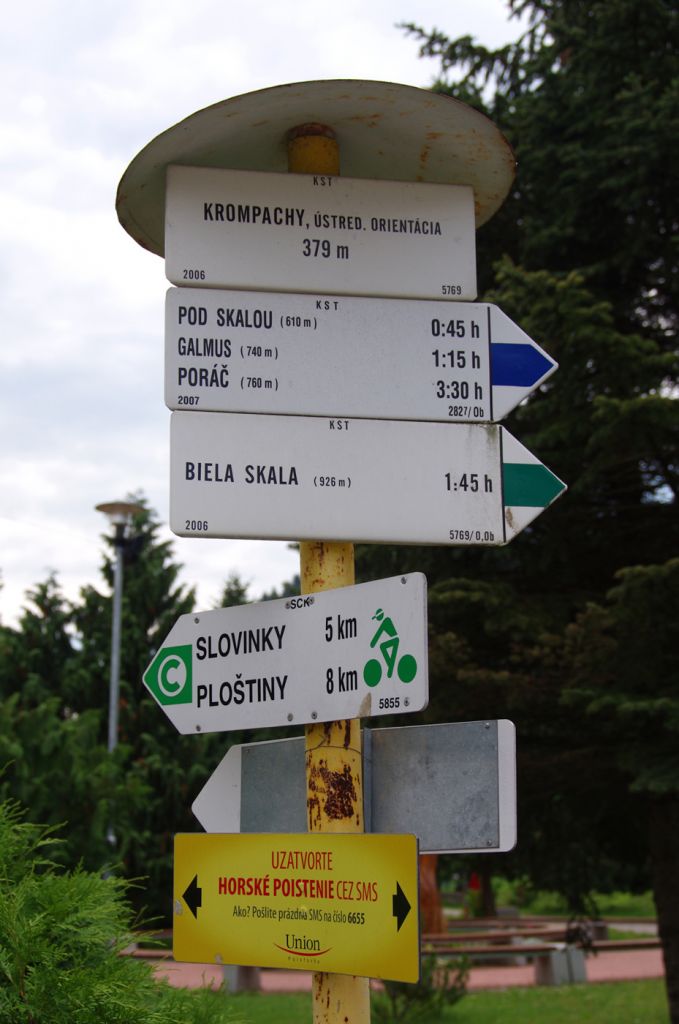 KST
KROMPACHY, ÚSTRED. ORIENTÁCIA
379 m
2006 5769
KST
POD SKALOU (610 m) 0:45 h
GALMUS (740 m) 1:15 h
PORÁČ (760 m) 3:30 h
2007 2827/0b
KST
BIELA SKALA (926 m) 1:45 h
2006 5769/0,0b
SCK
C SLOVINKY 5 km
PLOŠTINY 8 km
5855
UZATVORTE
HORSKÉ POISTENIE CEZ SMS
Ako? Pošlite prázdnu SMS na číslo 6655
Union
Poisťovňa